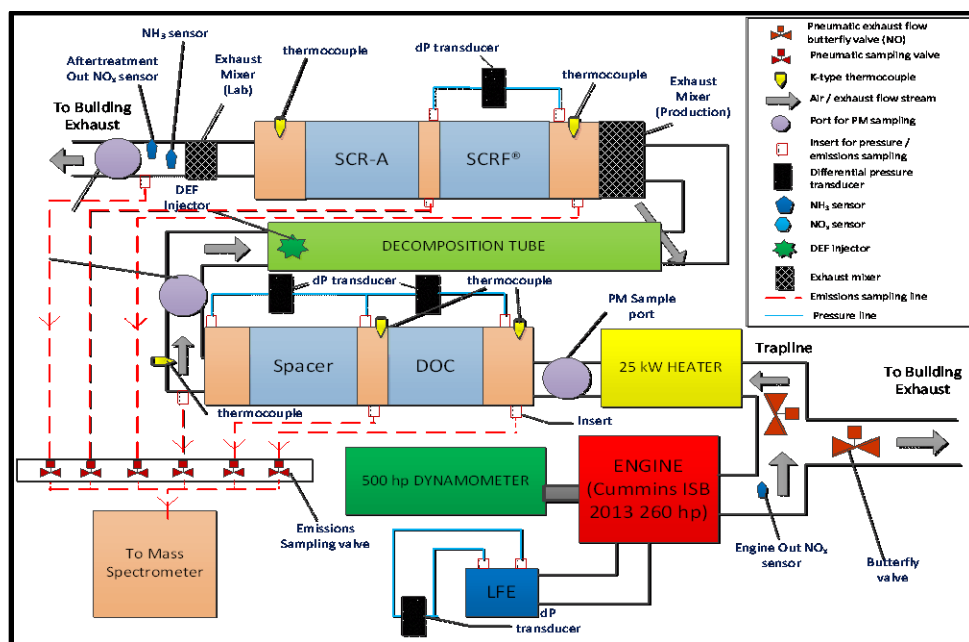 NH₃ sensor
Aftertreatment
Out NOₓ sensor
Exhaust
Mixer
(Lab)
thermocouple
dP transducer
thermocouple
Exhaust
Mixer
(Production)
To Building
Exhaust
SCR-A
SCRF®
DEF
Injector
DECOMPOSITION TUBE
dP transducer
thermocouple
PM Sample
port
Spacer
DOC
25 kW HEATER
Trapline
To Building
Exhaust
thermocouple
Insert
500 hp DYNAMOMETER
ENGINE
(Cummins ISB
2013 260 hp)
Emissions
Sampling valve
To Mass
Spectrometer
Engine Out NOₓ
sensor
Butterfly
valve
LFE
dP
transducer
Pneumatic exhaust flow
butterfly valve (NO)
Pneumatic sampling valve
K-type thermocouple
Air / exhaust flow stream
Port for PM sampling
Insert for pressure /
emissions sampling
Differential pressure
transducer
NH₃ sensor
NOₓ sensor
DEF injector
Exhaust mixer
Emissions sampling line
Pressure line